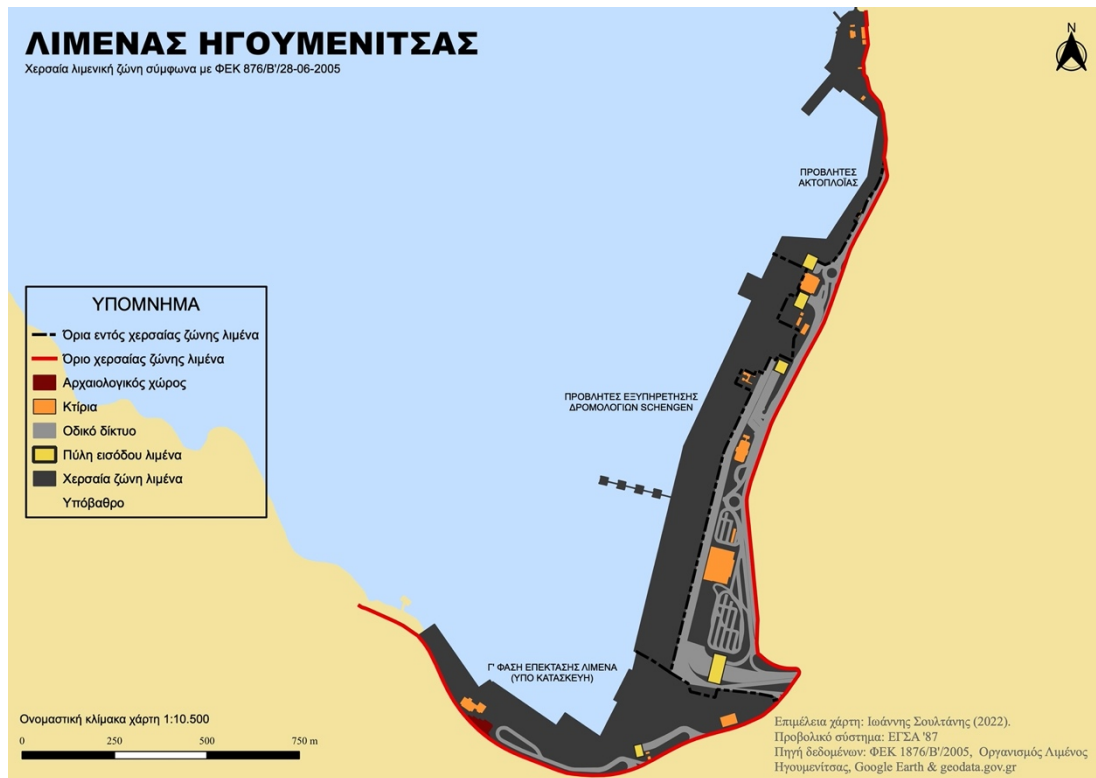 ΛΙΜΕΝΑΣ ΗΓΟΥΜΕΝΙΤΣΑΣ
Χερσαία λιμενική ζώνη σύμφωνα με ΦΕΚ 876/Β'/28-06-2005
N
ΠΡΟΒΛΗΤΕΣ
ΑΚΤΟΠΛΟΪΑΣ
ΥΠΟΜΝΗΜΑ
Όρια εντός χερσαίας ζώνης λιμένα
Όριο χερσαίας ζώνης λιμένα
Αρχαιολογικός χώρος
Κτίρια
Οδικό δίκτυο
Πύλη εισόδου λιμένα
Χερσαία ζώνη λιμένα
Υπόβαθρο
ΠΡΟΒΛΗΤΕΣ ΕΞΥΠΗΡΕΤΗΣΗΣ
ΔΡΟΜΟΛΟΓΙΩΝ SCHENGEN
Γ' ΦΑΣΗ ΕΠΕΚΤΑΣΗΣ ΛΙΜΕΝΑ
(ΥΠΟ ΚΑΤΑΣΚΕΥΗ)
Ονομαστική κλίμακα χάρτη 1:10.500
0 250 500 750 m
Επιμέλεια χάρτη: Ιωάννης Σουλτάνης (2022).
Προβολικό σύστημα: ΕΓΣΑ '87
Πηγή δεδομένων: ΦΕΚ 1876/Β'/2005, Οργανισμός Λιμένος
Ηγουμενίτσας, Google Earth & geodata.gov.gr